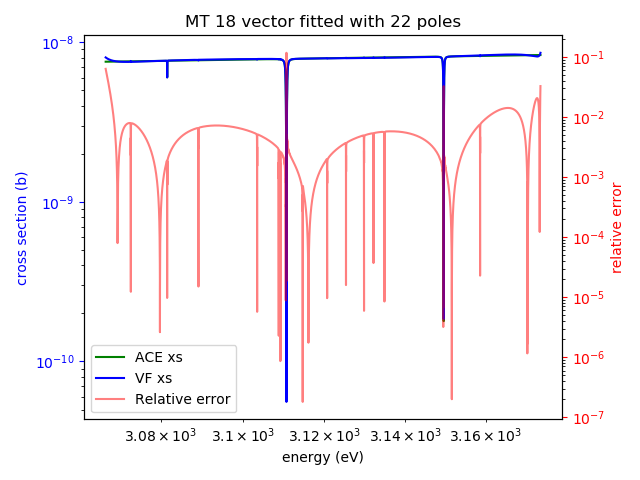 MT 18 vector fitted with 22 poles
10⁻⁸
10⁻⁹
10⁻¹⁰
cross section (b)
10⁻¹
10⁻²
10⁻³
10⁻⁴
10⁻⁵
10⁻⁶
10⁻⁷
relative error
ACE xs
VF xs
Relative error
3.08 × 10³ 3.1 × 10³ 3.12 × 10³ 3.14 × 10³ 3.16 × 10³
energy (eV)